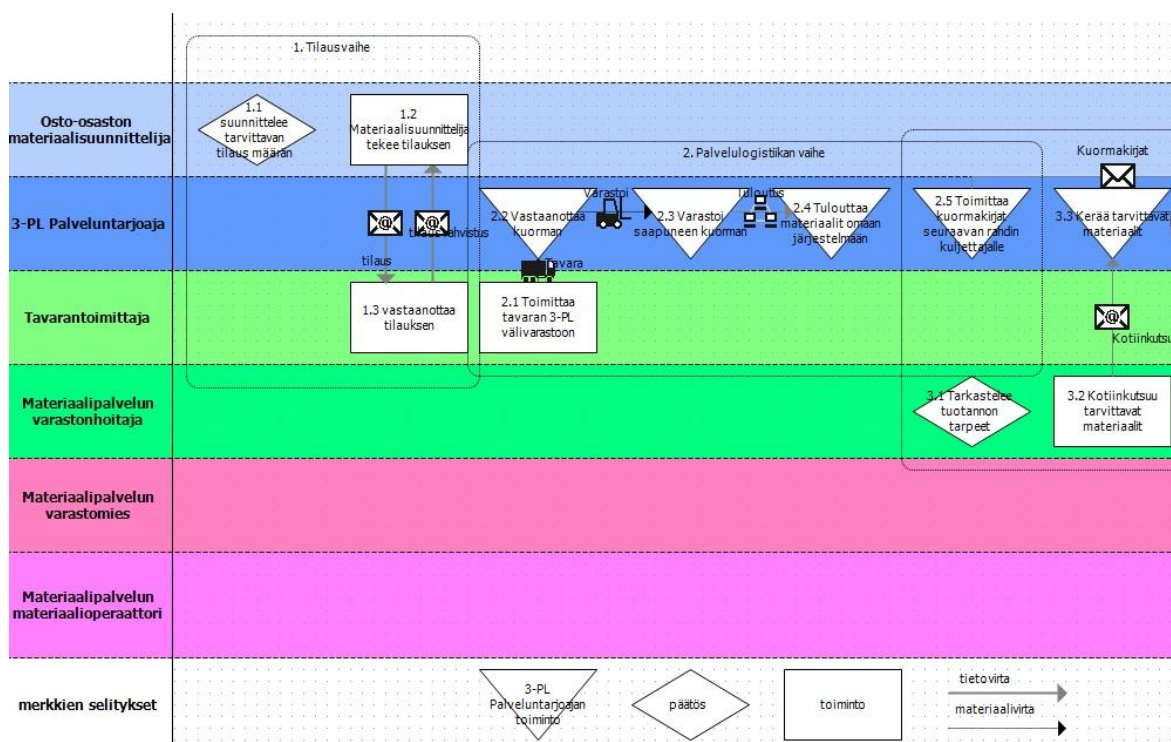 1. Tilausvaihe
Osto-osaston
materiaalisuunnittelija
1.1
suunnittelee
tarvittavan
tilaus määrän
1.2
Materiaalisuunnittelija
tekee tilauksen
2. Palvelulogistiikan vaihe
Kuormakirjat
3-PL Palveluntarjoaja
tilaus
tilausvahvistus
2.2 Vastaanottaa
kuorman
Varastoi
2.3 Varastoi
saapuneen kuorman
Tuloutus
2.4 Tulouttaa
materiaalit omaan
järjestelmään
2.5 Toimittaa
kuormakirjat
seuraavan rahdin
kuljettajalle
3.3 Kerää tarvittavat
materiaalit
Tavara
Tavarantoimittaja
1.3 vastaanottaa
tilauksen
2.1 Toimittaa
tavaran 3-PL
välivarastoon
Kotiinkutsu
Materiaalipalvelun
varastonhoitaja
3.1 Tarkastelee
tuotannon
tarpeet
3.2 Kotiinkutsuu
tarvittavat
materiaalit
Materiaalipalvelun
varastomies
Materiaalipalvelun
materiaalioperaattori
merkkien selitykset
3-PL
Palveluntarjoajan
toiminto
päätös
toiminto
tietovirta
materiaalivirta